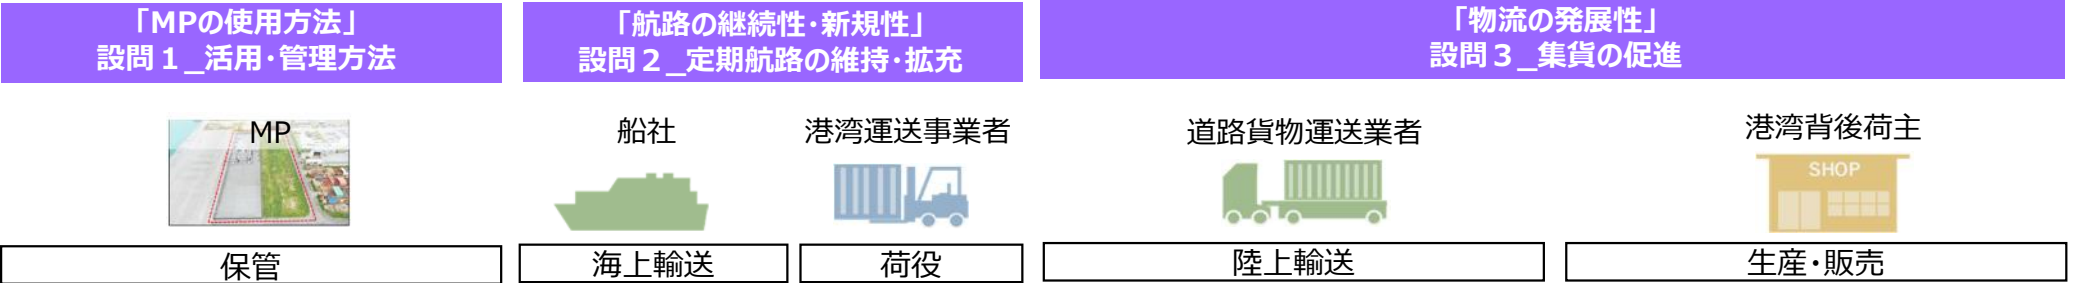 「MPの使用方法」
設問１_活用・管理方法
「航路の継続性・新規性」
設問２_定期航路の維持・拡充
「物流の発展性」
設問３_集貨の促進
MP
船社
港湾運送事業者
道路貨物運送業者
港湾背後荷主
SHOP
保管
海上輸送
荷役
陸上輸送
生産・販売